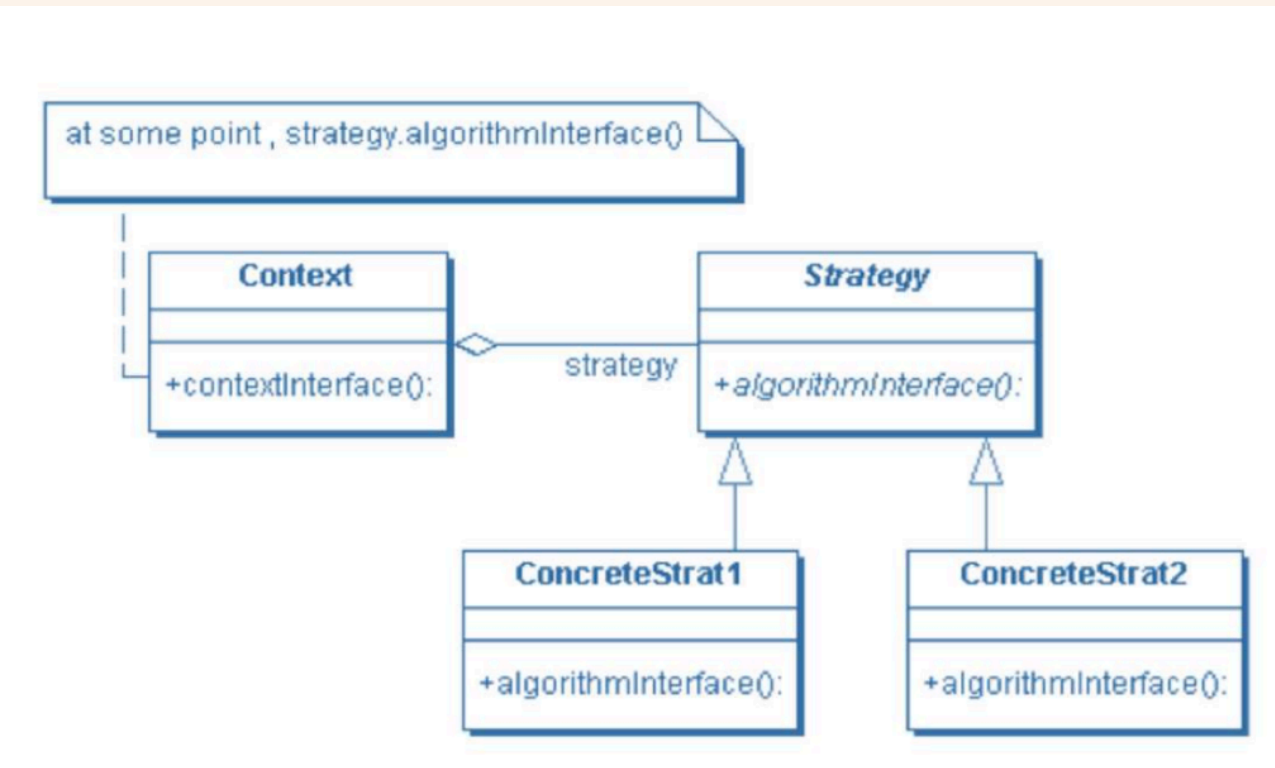 at some point , strategy.algorithmInterface()
Context
Strategy
strategy
+contextInterface():
+algorithmInterface():
ConcreteStrat1
ConcreteStrat2
+algorithmInterface():
+algorithmInterface():